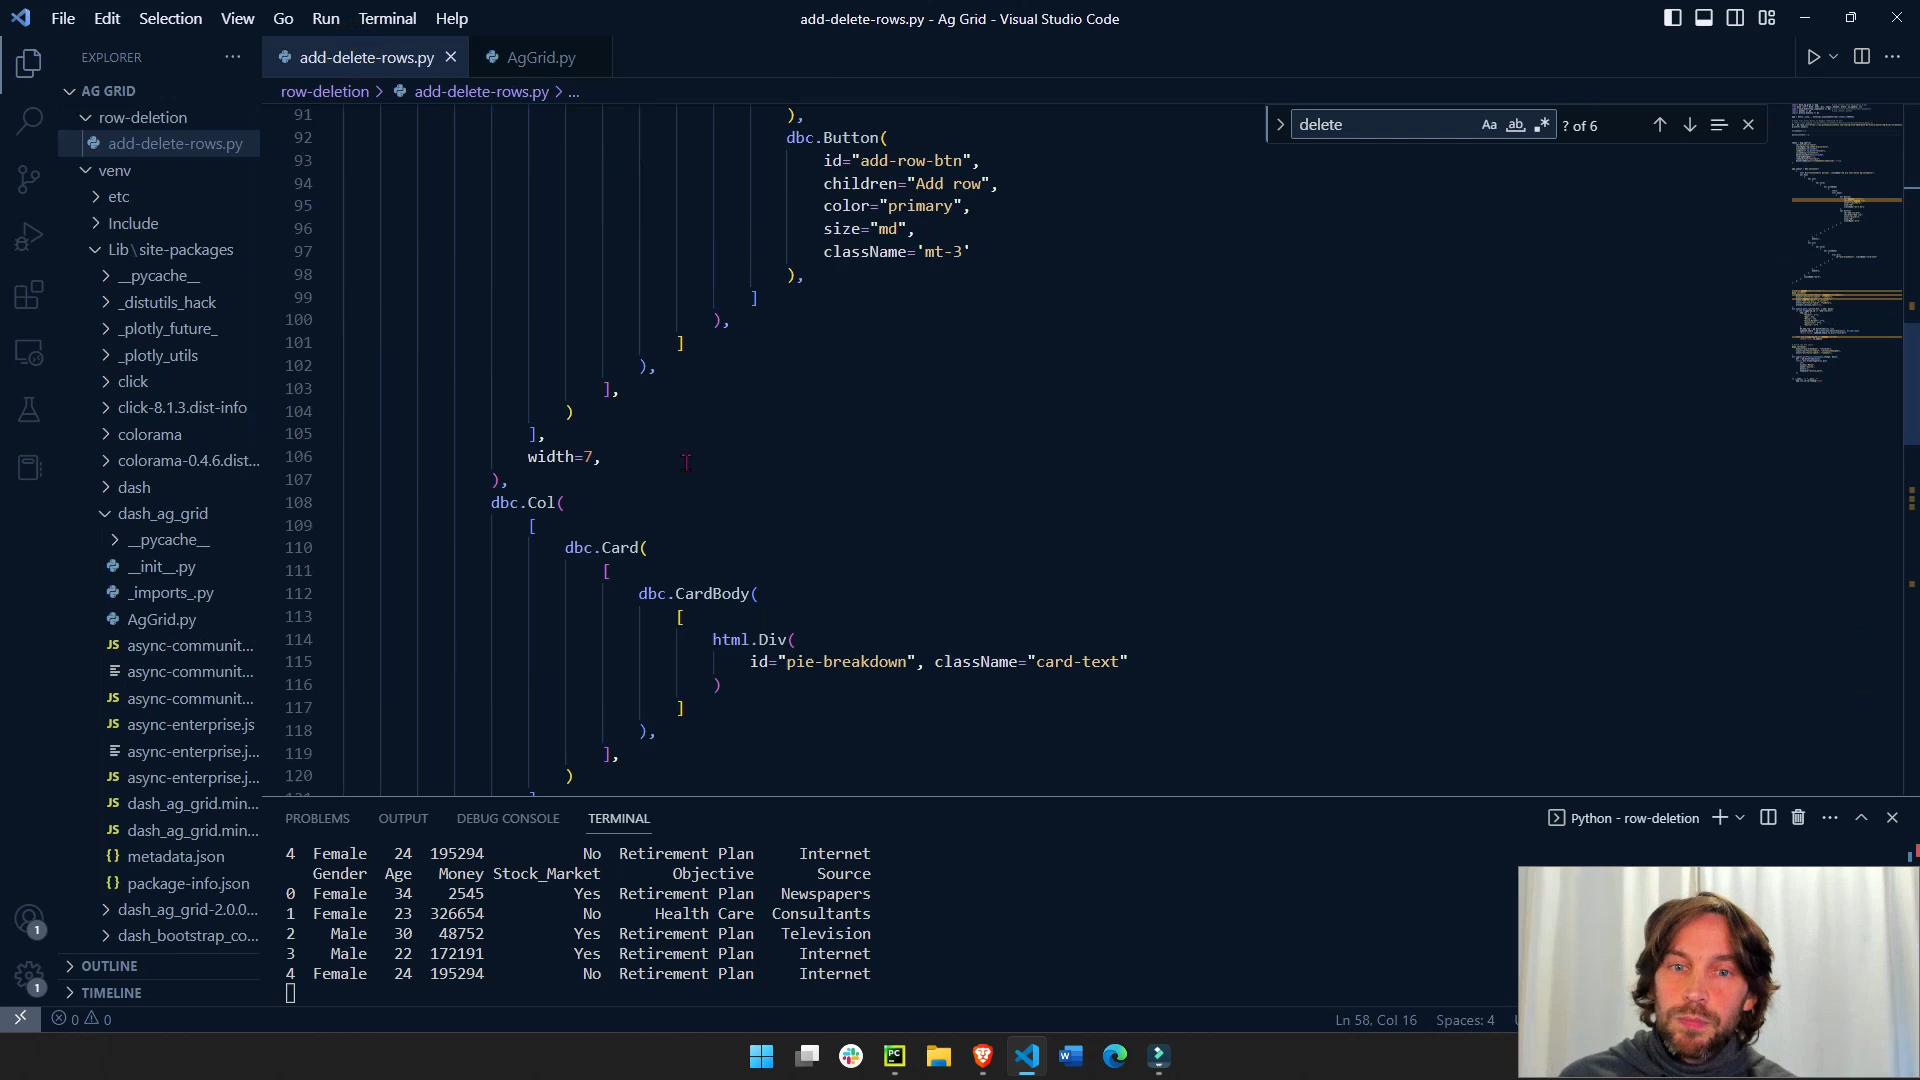 File Edit Selection View Go Run Terminal Help
add-delete-rows.py - Ag Grid - Visual Studio Code
EXPLORER
add-delete-rows.py
AgGrid.py
AG GRID
row-deletion > add-delete-rows.py > ...
row-deletion
add-delete-rows.py
venv
etc
Include
Lib\site-packages
__pycache__
_distutils_hack
_plotly_future_
_plotly_utils
click
click-8.1.3.dist-info
colorama
colorama-0.4.6.dist...
dash
dash_ag_grid
__pycache__
__init__.py
_imports_.py
AgGrid.py
JS async-communit...
async-communit...
JS async-communit...
JS async-enterprise.js
async-enterprise.j...
JS async-enterprise.j...
JS dash_ag_grid.min...
JS dash_ag_grid.min...
{} metadata.json
{} package-info.json
dash_ag_grid-2.0.0...
dash_bootstrap_co...
OUTLINE
TIMELINE
delete
Aa ab
? of 6
91 ),
92 dbc.Button(
93 id="add-row-btn",
94 children="Add row",
95 color="primary",
96 size="md",
97 className='mt-3'
98 ),
99 ]
100 ),
101 ]
102 ),
103 ],
104 )
105 ],
106 width=7,
107 ),
108 dbc.Col(
109 [
110 dbc.Card(
111 [
112 dbc.CardBody(
113 [
114 html.Div(
115 id="pie-breakdown", className="card-text"
116 )
117 ]
118 ),
119 ],
120 )
PROBLEMS OUTPUT DEBUG CONSOLE TERMINAL
Python - row-deletion
4 Female 24 195294 No Retirement Plan Internet
Gender Age Money Stock_Market Objective Source
0 Female 34 2545 Yes Retirement Plan Newspapers
1 Female 23 326654 No Health Care Consultants
2 Male 30 48752 Yes Retirement Plan Television
3 Male 22 172191 Yes Retirement Plan Internet
4 Female 24 195294 No Retirement Plan Internet
1
1
0 0
Ln 58, Col 16 Spaces: 4
PC
W